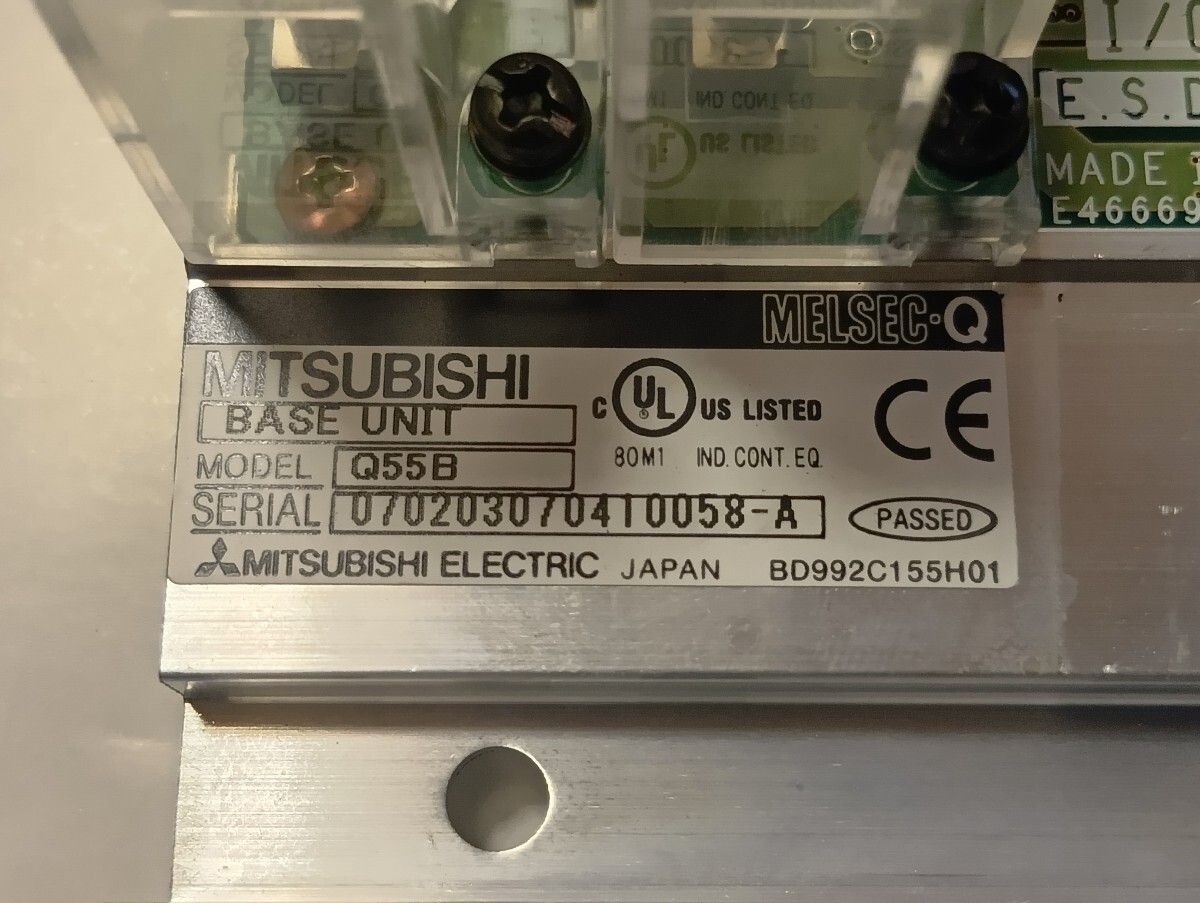 I/O
E.S.D
MADE I
E46669
MELSEC-Q
MITSUBISHI
BASE UNIT
MODEL Q55B
SERIAL 070203070410058-A
C UL US LISTED
80M1 IND. CONT. EQ.
CE
PASSED
MITSUBISHI ELECTRIC JAPAN BD992C155H01